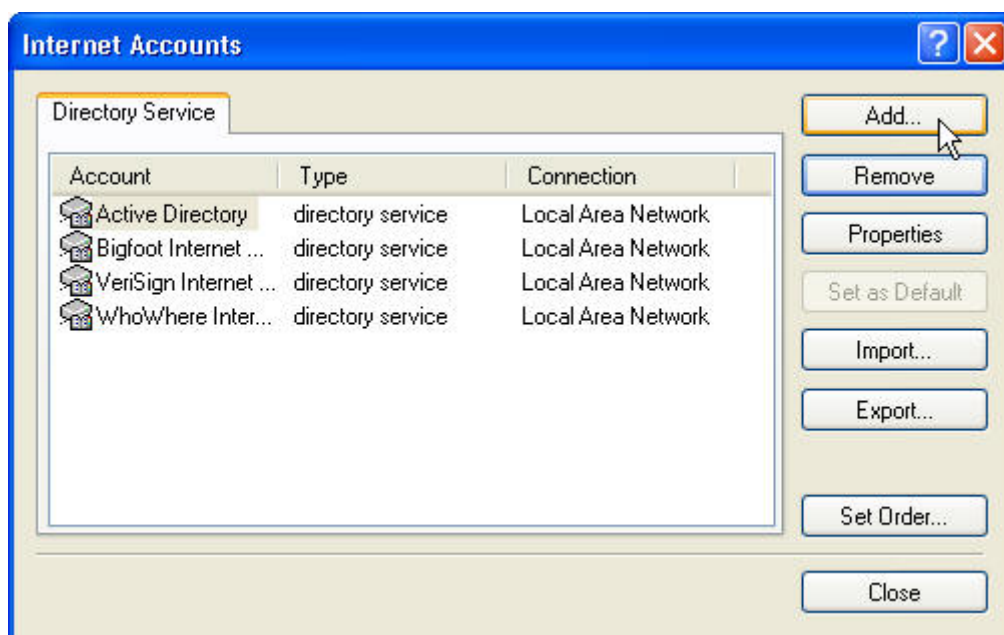 Internet Accounts
Directory Service
Add...
Account Type Connection
Remove
Active Directory directory service Local Area Network
Bigfoot Internet ... directory service Local Area Network
Properties
VeriSign Internet ... directory service Local Area Network
Set as Default
WhoWhere Inter... directory service Local Area Network
Import...
Export...
Set Order...
Close